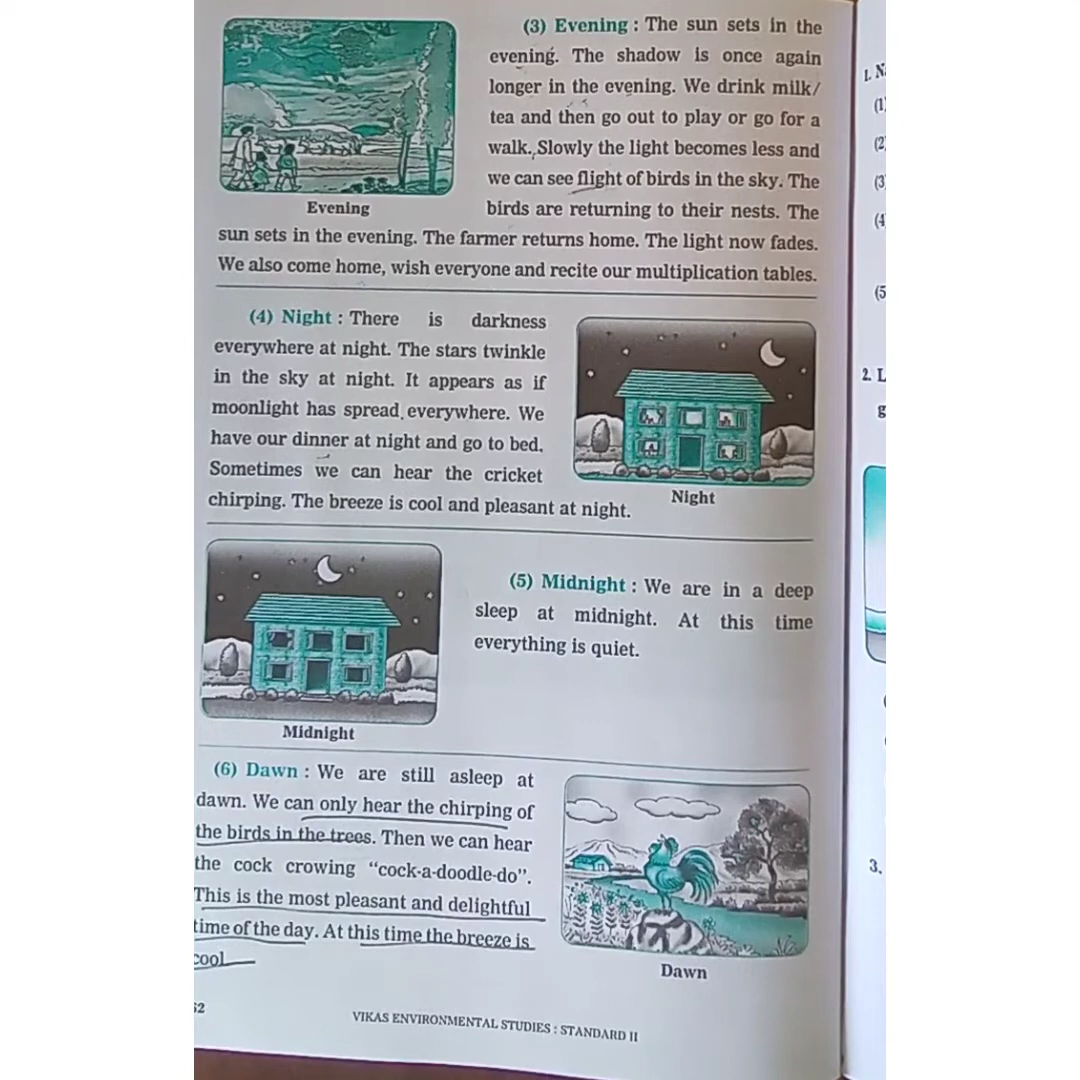 (3) Evening : The sun sets in the
evening. The shadow is once again
longer in the evening. We drink milk/
tea and then go out to play or go for a
walk. Slowly the light becomes less and
we can see flight of birds in the sky. The
birds are returning to their nests. The
Evening
sun sets in the evening. The farmer returns home. The light now fades.
We also come home, wish everyone and recite our multiplication tables.
(4) Night : There is darkness
everywhere at night. The stars twinkle
in the sky at night. It appears as if
moonlight has spread everywhere. We
have our dinner at night and go to bed.
Sometimes we can hear the cricket
chirping. The breeze is cool and pleasant at night.
Night
(5) Midnight : We are in a deep
sleep at midnight. At this time
everything is quiet.
Midnight
(6) Dawn : We are still asleep at
dawn. We can only hear the chirping of
the birds in the trees. Then we can hear
the cock crowing "cock-a-doodle-do".
This is the most pleasant and delightful
time of the day. At this time the breeze is
cool
Dawn
VIKAS ENVIRONMENTAL STUDIES : STANDARD II
1.
(1)
(2)
(3)
(4)
(5
2.
3.